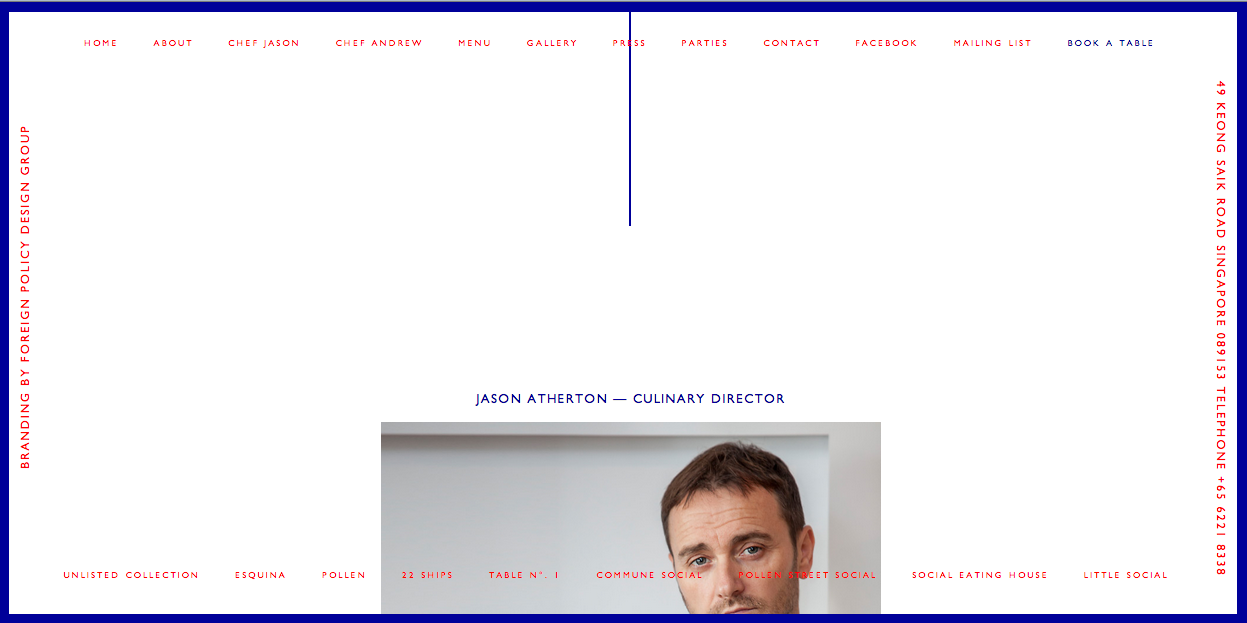 HOME ABOUT CHEF JASON CHEF ANDREW MENU GALLERY PRESS PARTIES CONTACT FACEBOOK MAILING LIST BOOK A TABLE
BRANDING BY FOREIGN POLICY DESIGN GROUP
49 KEONG SAIK ROAD SINGAPORE 089153 TELEPHONE +65 6221 8338
JASON ATHERTON — CULINARY DIRECTOR
UNLISTED COLLECTION ESQUINA POLLEN 22 SHIPS TABLE N°. 1 COMMUNE SOCIAL POLLEN STREET SOCIAL SOCIAL EATING HOUSE LITTLE SOCIAL